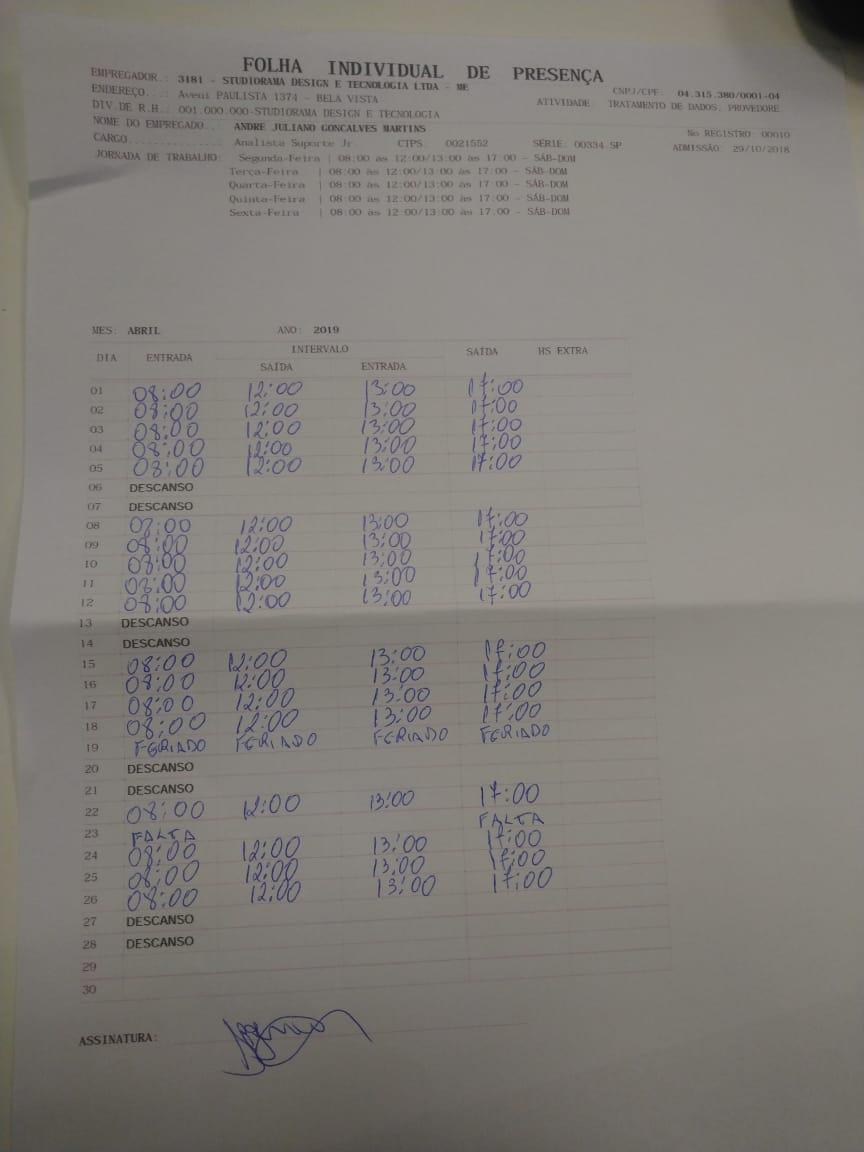 FOLHA INDIVIDUAL DE PRESENÇA
EMPREGADOR.: 3181 - STUDIORAMA DESIGN E TECNOLOGIA LTDA - ME CNPJ/CPF: 04.315.380/0001-04
ENDEREÇO...: Aveni PAULISTA 1374 - BELA VISTA ATIVIDADE: TRATAMENTO DE DADOS, PROVEDORE
DIV.DE R.H.: 001.000.000-STUDIORAMA DESIGN E TECNOLOGIA
NOME DO EMPREGADO...: ANDRE JULIANO GONCALVES MARTINS No REGISTRO: 00010
CARGO..............: Analista Suporte Jr. CTPS: 0021552 SÉRIE: 00334 SP ADMISSÃO: 29/10/2018
JORNADA DE TRABALHO: Segunda-Feira | 08:00 às 12:00/13:00 às 17:00 - SÁB-DOM
Terça-Feira | 08:00 às 12:00/13:00 às 17:00 - SÁB-DOM
Quarta-Feira | 08:00 às 12:00/13:00 às 17:00 - SÁB-DOM
Quinta-Feira | 08:00 às 12:00/13:00 às 17:00 - SÁB-DOM
Sexta-Feira | 08:00 às 12:00/13:00 às 17:00 - SÁB-DOM
MES: ABRIL ANO: 2019
DIA ENTRADA INTERVALO SAÍDA HS EXTRA
SAÍDA ENTRADA
01 08:00 12:00 13:00 17:00
02 08:00 12:00 13:00 17:00
03 08:00 12:00 13:00 17:00
04 08:00 12:00 13:00 17:00
05 08:00 12:00 13:00 17:00
06 DESCANSO
07 DESCANSO
08 08:00 12:00 13:00 17:00
09 08:00 12:00 13:00 17:00
10 08:00 12:00 13:00 17:00
11 08:00 12:00 13:00 17:00
12 08:00 12:00 13:00 17:00
13 DESCANSO
14 DESCANSO
15 08:00 12:00 13:00 17:00
16 08:00 12:00 13:00 17:00
17 08:00 12:00 13:00 17:00
18 08:00 12:00 13:00 17:00
19 FERIADO FERIADO FERIADO FERIADO
20 DESCANSO
21 DESCANSO
22 08:00 12:00 13:00 17:00
23 FALTA FALTA
24 08:00 12:00 13:00 17:00
25 08:00 12:00 13:00 17:00
26 08:00 12:00 13:00 17:00
27 DESCANSO
28 DESCANSO
29
30
ASSINATURA: